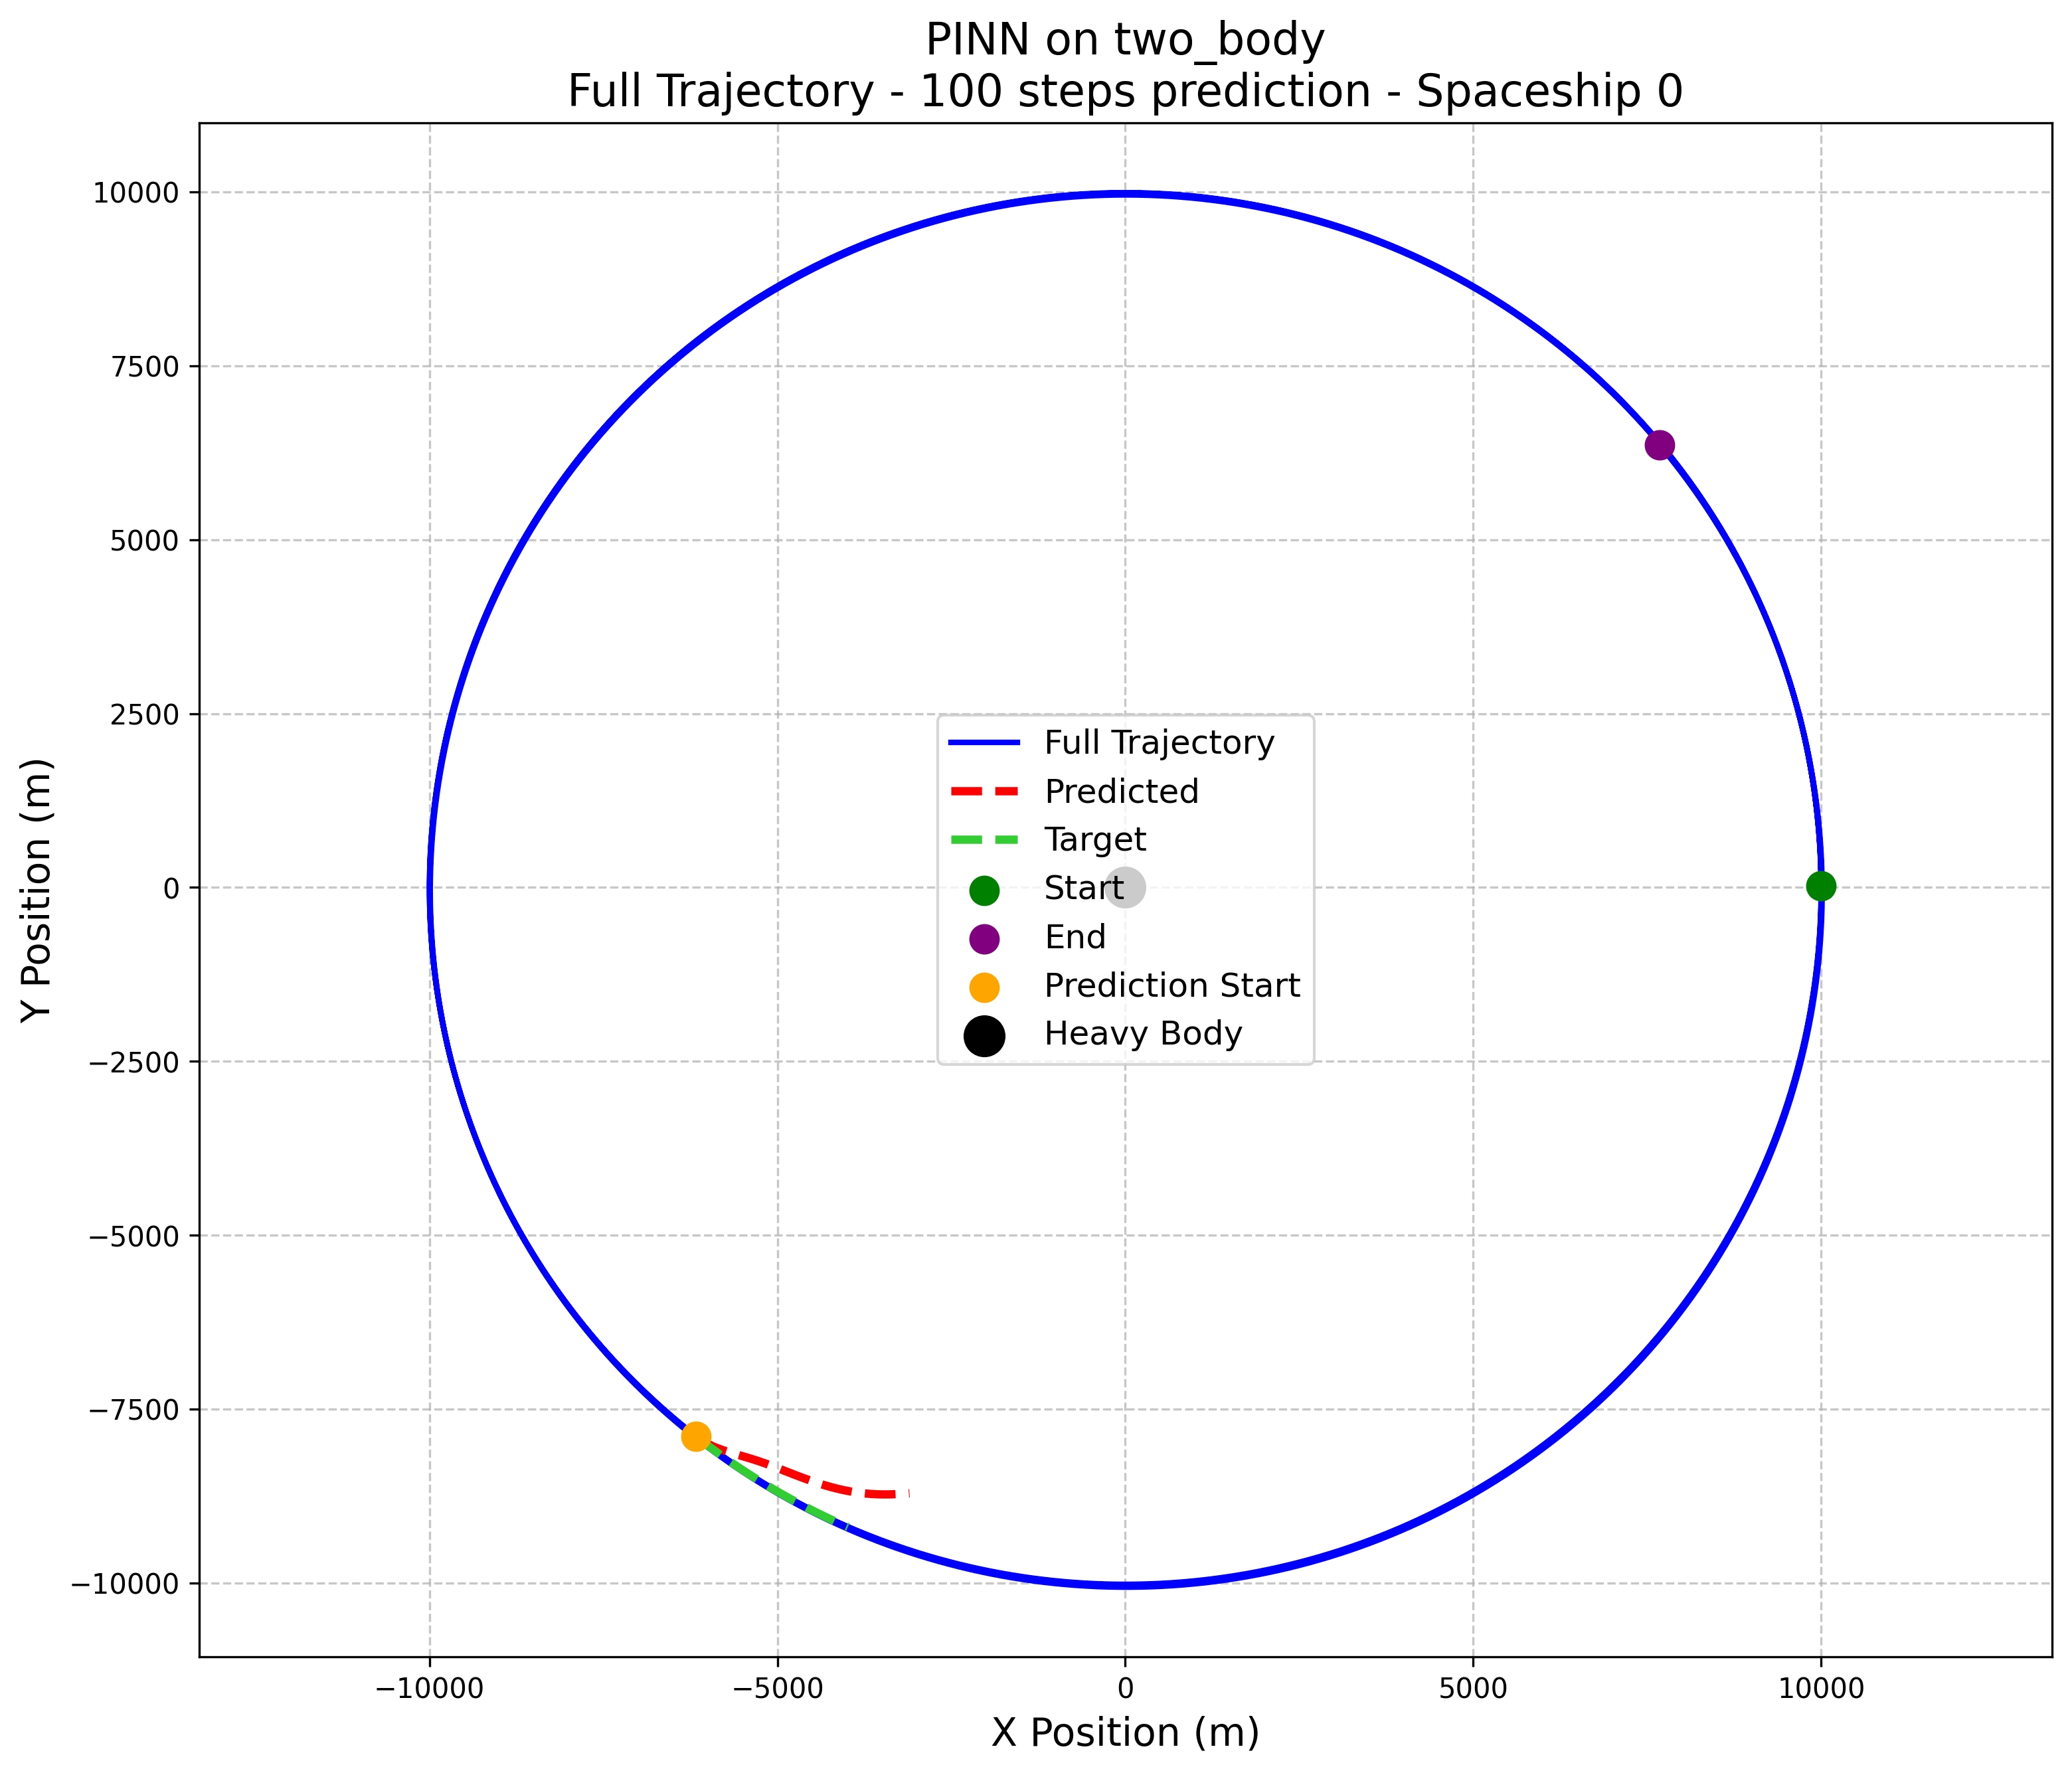 PINN on two_body
Full Trajectory - 100 steps prediction - Spaceship 0
Y Position (m)
10000
7500
5000
2500
0
−2500
−5000
−7500
−10000
Full Trajectory
Predicted
Target
Start
End
Prediction Start
Heavy Body
−10000
−5000
0
5000
10000
X Position (m)